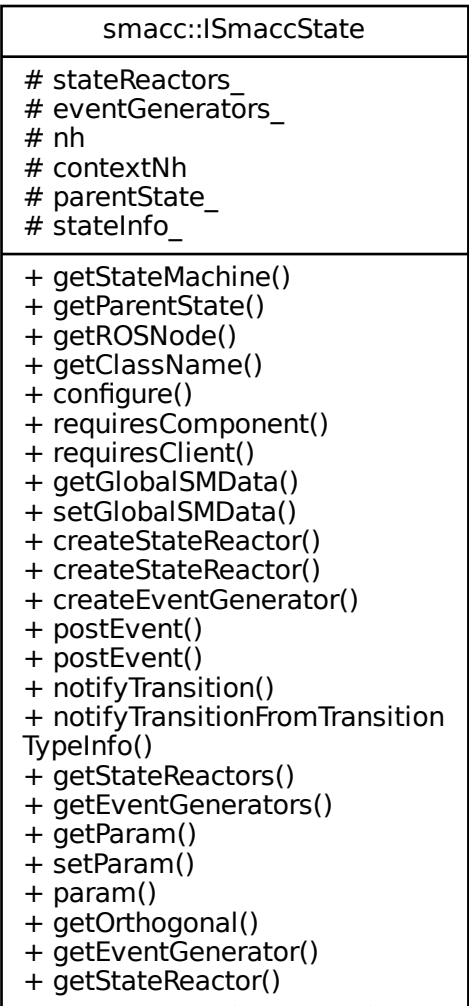 smacc::ISmaccState
# stateReactors_
# eventGenerators_
# nh
# contextNh
# parentState_
# stateInfo_
+ getStateMachine()
+ getParentState()
+ getROSNode()
+ getClassName()
+ configure()
+ requiresComponent()
+ requiresClient()
+ getGlobalSMData()
+ setGlobalSMData()
+ createStateReactor()
+ createStateReactor()
+ createEventGenerator()
+ postEvent()
+ postEvent()
+ notifyTransition()
+ notifyTransitionFromTransition
TypeInfo()
+ getStateReactors()
+ getEventGenerators()
+ getParam()
+ setParam()
+ param()
+ getOrthogonal()
+ getEventGenerator()
+ getStateReactor()